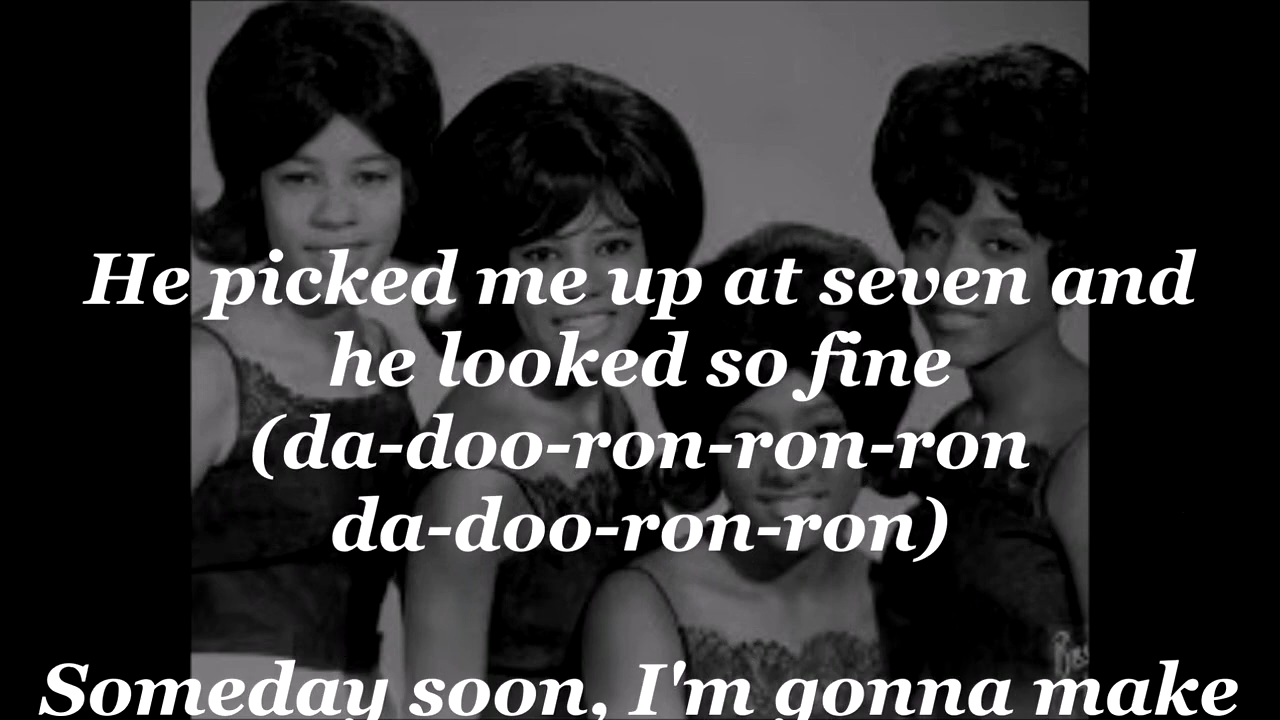 He picked me up at seven and
he looked so fine
(da-doo-ron-ron-ron
da-doo-ron-ron)
Someday soon, I'm gonna make